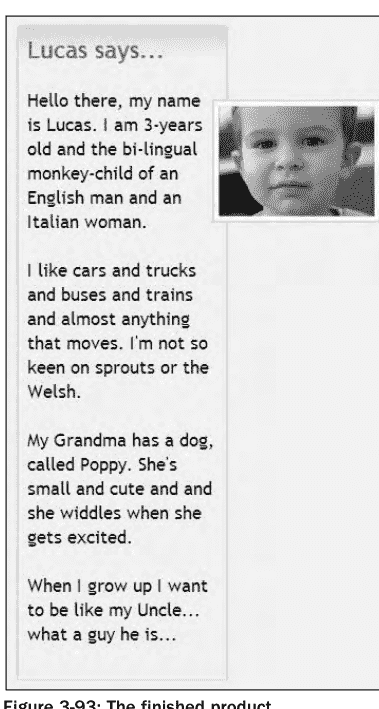 Lucas says...
Hello there, my name
is Lucas. I am 3-years
old and the bi-lingual
monkey-child of an
English man and an
Italian woman.
I like cars and trucks
and buses and trains
and almost anything
that moves. I'm not so
keen on sprouts or the
Welsh.
My Grandma has a dog,
called Poppy. She's
small and cute and and
she widdles when she
gets excited.
When I grow up I want
to be like my Uncle...
what a guy he is...
Figure 3-93: The finished product